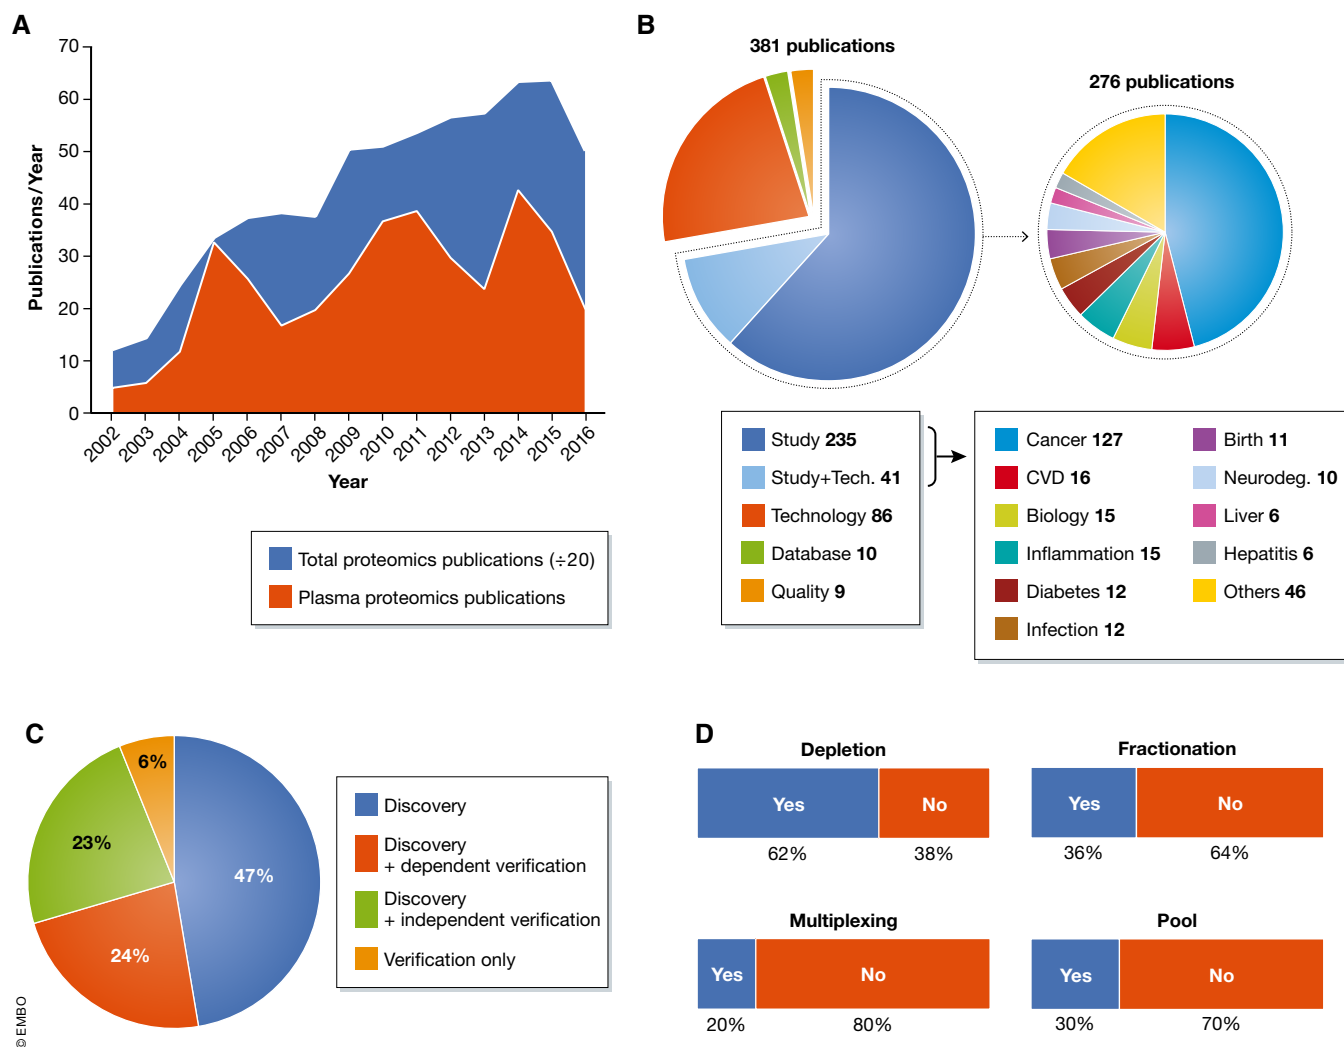 A
70
60
50
40
30
20
10
0
Publications/Year
2002
2003
2004
2005
2006
2007
2008
2009
2010
2011
2012
2013
2014
2015
2016
Year
Total proteomics publications (÷20)
Plasma proteomics publications
B
381 publications
276 publications
Study 235
Study+Tech. 41
Technology 86
Database 10
Quality 9
Cancer 127
CVD 16
Biology 15
Inflammation 15
Diabetes 12
Infection 12
Birth 11
Neurodeg. 10
Liver 6
Hepatitis 6
Others 46
C
6%
23%
47%
24%
Discovery
Discovery
+ dependent verification
Discovery
+ independent verification
Verification only
© EMBO
D
Depletion
Yes No
62% 38%
Fractionation
Yes No
36% 64%
Multiplexing
Yes No
20% 80%
Pool
Yes No
30% 70%